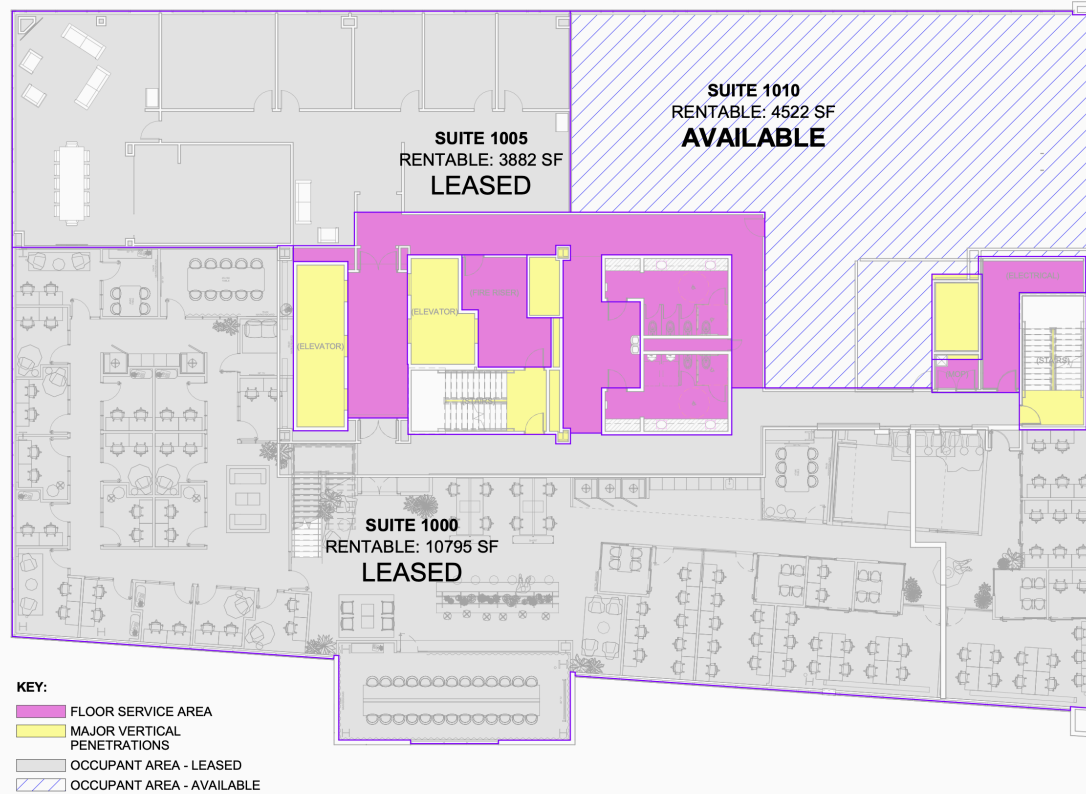 SUITE 1010
RENTABLE: 4522 SF
AVAILABLE
SUITE 1005
RENTABLE: 3882 SF
LEASED
(ELEVATOR)
(ELEVATOR)
(STAIRS)
(STAIRS)
SUITE 1000
RENTABLE: 10795 SF
LEASED
KEY:
FLOOR SERVICE AREA
MAJOR VERTICAL
PENETRATIONS
OCCUPANT AREA - LEASED
OCCUPANT AREA - AVAILABLE